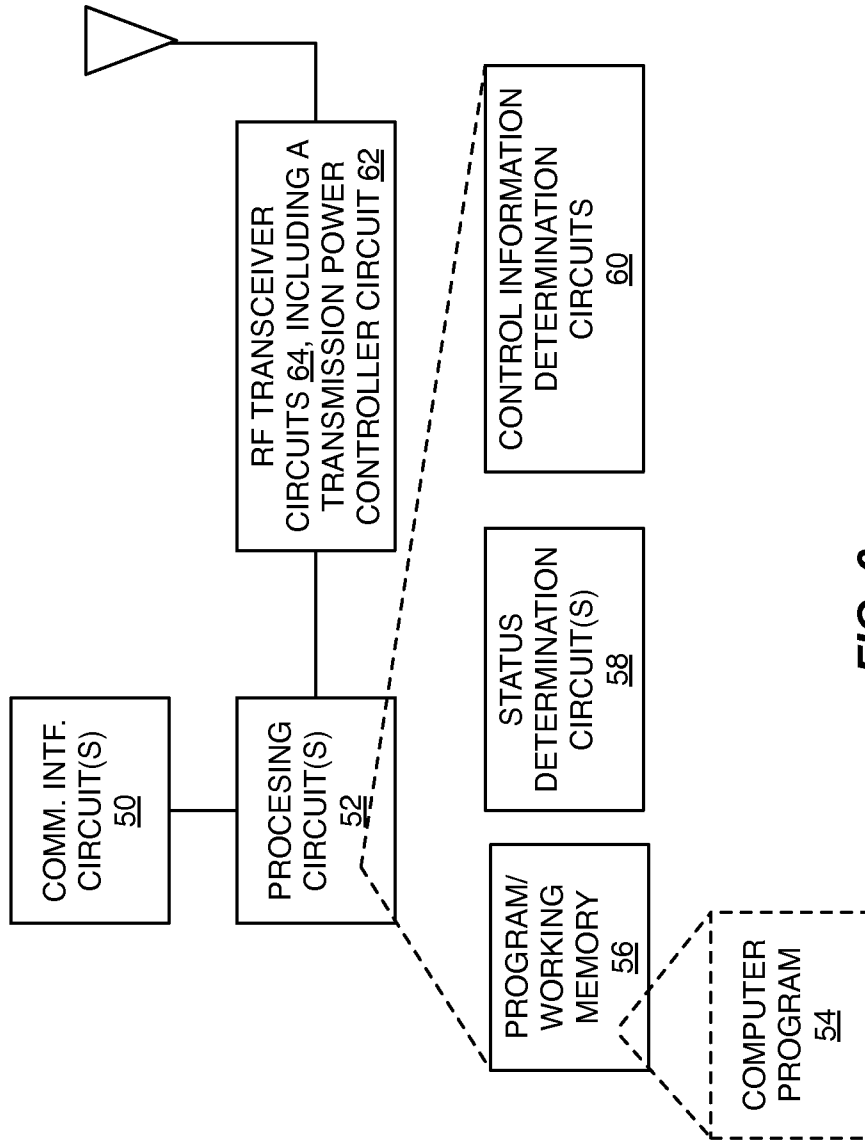 COMM. INTF.
CIRCUIT(S)
50
PROCESING
CIRCUIT(S)
52
RF TRANSCEIVER
CIRCUITS 64, INCLUDING A
TRANSMISSION POWER
CONTROLLER CIRCUIT 62
PROGRAM/
WORKING
MEMORY
56
STATUS
DETERMINATION
CIRCUIT(S)
58
CONTROL INFORMATION
DETERMINATION
CIRCUITS
60
COMPUTER
PROGRAM
54
FIG.